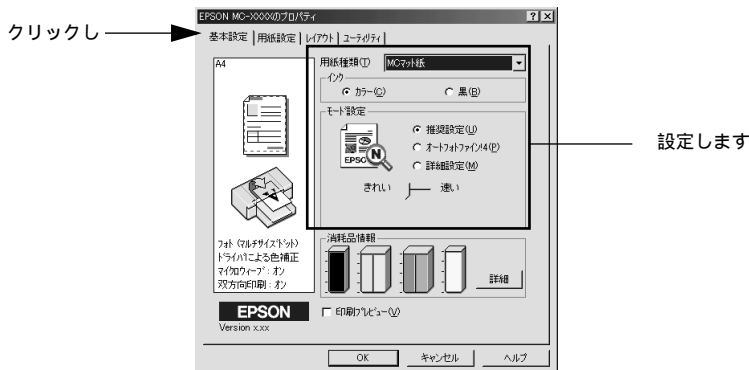 EPSON MC-XXXXのプロパティ
クリックし
基本設定 用紙設定 レイアウト ユーティリティ
A4
用紙種類(T) MCマット紙
インク
カラー(C) 黒(B)
モード設定
推奨設定(U)
オートフォトファイン!4(P)
詳細設定(M)
EPSO N
きれい 速い
設定します
フォト (マルチサイズドット)
ドライバによる色補正
マイクロウィーブ: オン
双方向印刷: オン
消耗品情報
詳細
EPSON
Version x.xx
印刷プレビュー(V)
OK キャンセル ヘルプ